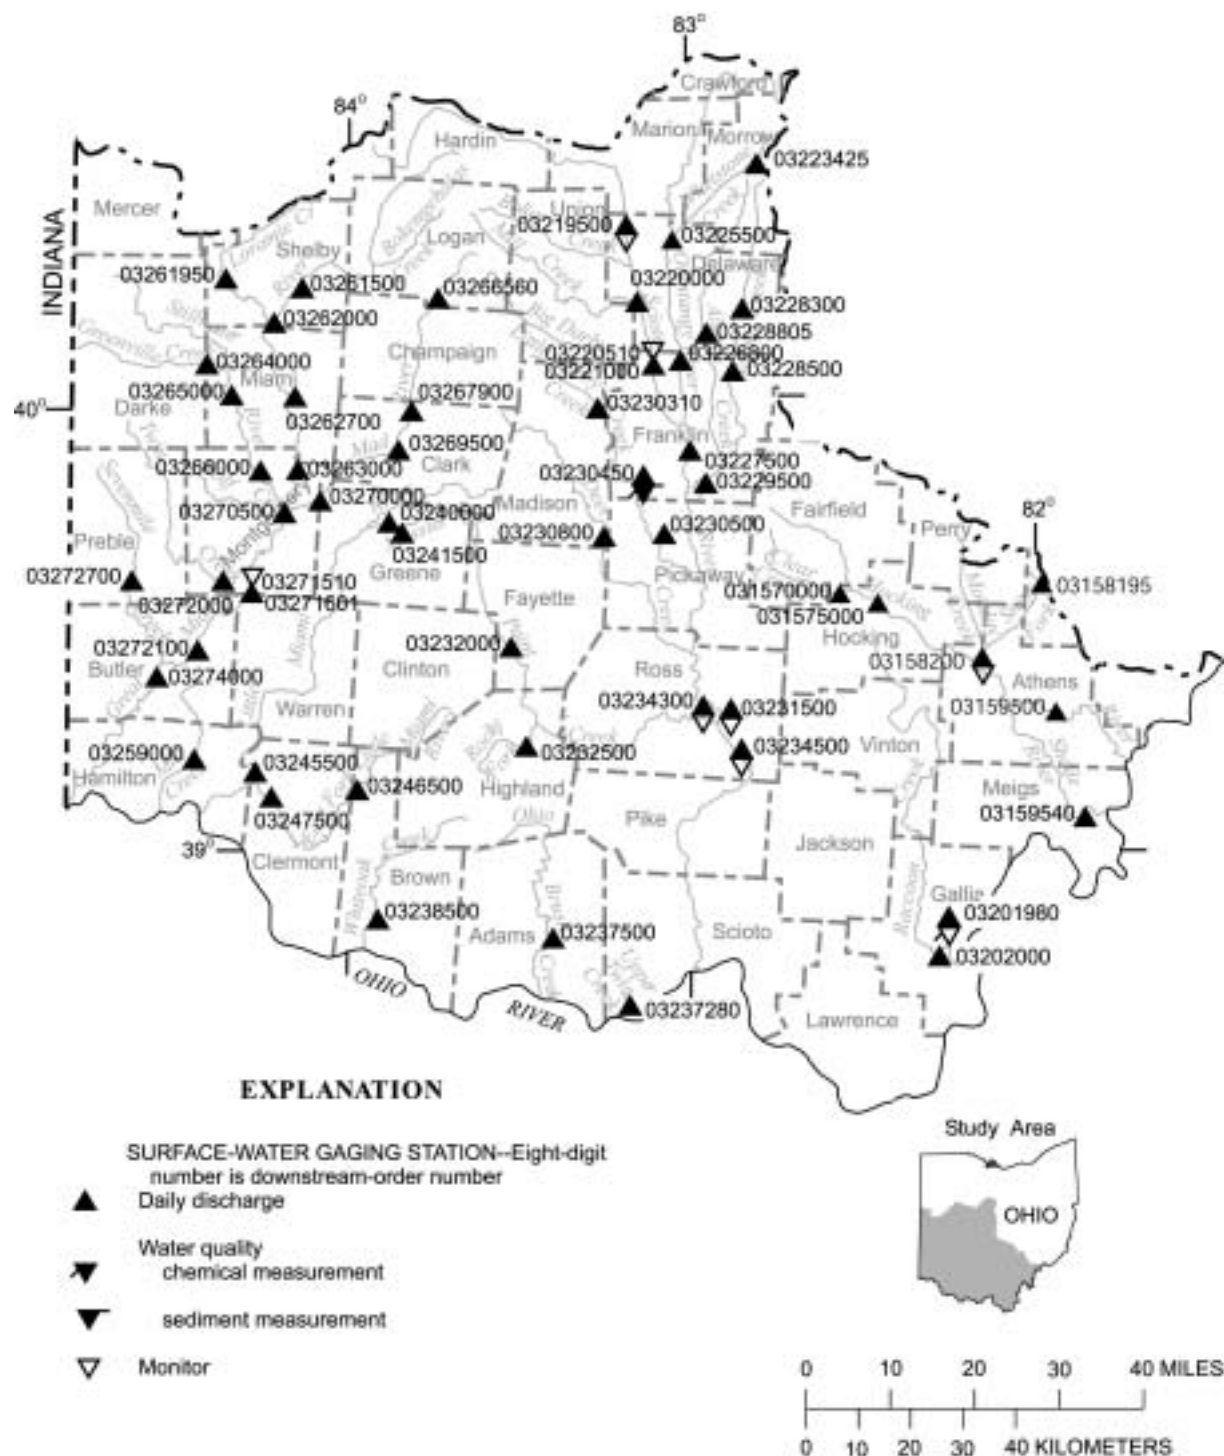 83°
Crawford
84°
Marion
Morrow
Hardin
03223425
Mercer
Union
Creek
03219500
Logan
03225500
Shelby
Delaware
INDIANA
03261950
03261500
03266560
03220000
03228300
03262000
03228805
Champaign
03220510
03226800
03264000
03221000
03228500
Miami
03265000
03267900
40°
Darke
03262700
03230310
Franklin
03269500
03227500
03266000
03263000
Clark
03230450
03229500
03270000
Madison
03270500
03240000
Fairfield
82°
Montgomery
03230800
03230500
Perry
Preble
03241500
Greene
03272700
03271510
Pickaway
03158195
03272000
03271601
031570000
Fayette
031575000
Hocking
03272100
03232000
03158200
Butler
Ross
Athens
03274000
Clinton
03234300
03231500
03159500
Warren
03259000
03232500
03234500
Vinton
03245500
Hamilton
03246500
Highland
Meigs
Ohio
03247500
Pike
03159540
39°
Jackson
Clermont
Brown
Raccoon
Gallia
03238500
03201980
Adams
03237500
Scioto
03202000
OHIO
RIVER
03237280
Lawrence
EXPLANATION
SURFACE-WATER GAGING STATION--Eight-digit
number is downstream-order number
Daily discharge
Water quality
chemical measurement
sediment measurement
Monitor
Study Area
OHIO
0 10 20 30 40 MILES
0 10 20 30 40 KILOMETERS